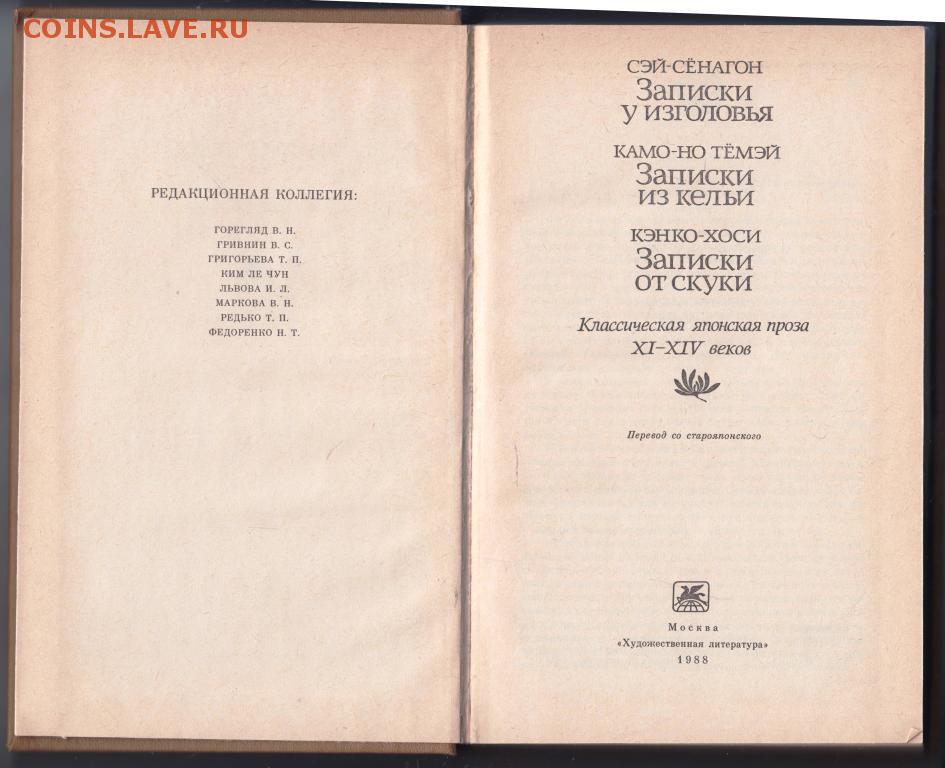 COINS.LAVE.RU
РЕДАКЦИОННАЯ КОЛЛЕГИЯ:
ГОРЕГЛЯД В. Н.
ГРИВНИН В. С.
ГРИГОРЬЕВА Т. П.
КИМ ЛЕ ЧУН
ЛЬВОВА И. Л.
МАРКОВА В. Н.
РЕДЬКО Т. П.
ФЕДОРЕНКО Н. Т.
СЭЙ-СЁНАГОН
Записки
у изголовья
КАМО-НО ТЁМЭЙ
Записки
из кельи
КЭНКО-ХОСИ
Записки
от скуки
Классическая японская проза
XI–XIV веков
Перевод со старояпонского
Москва
«Художественная литература»
1988